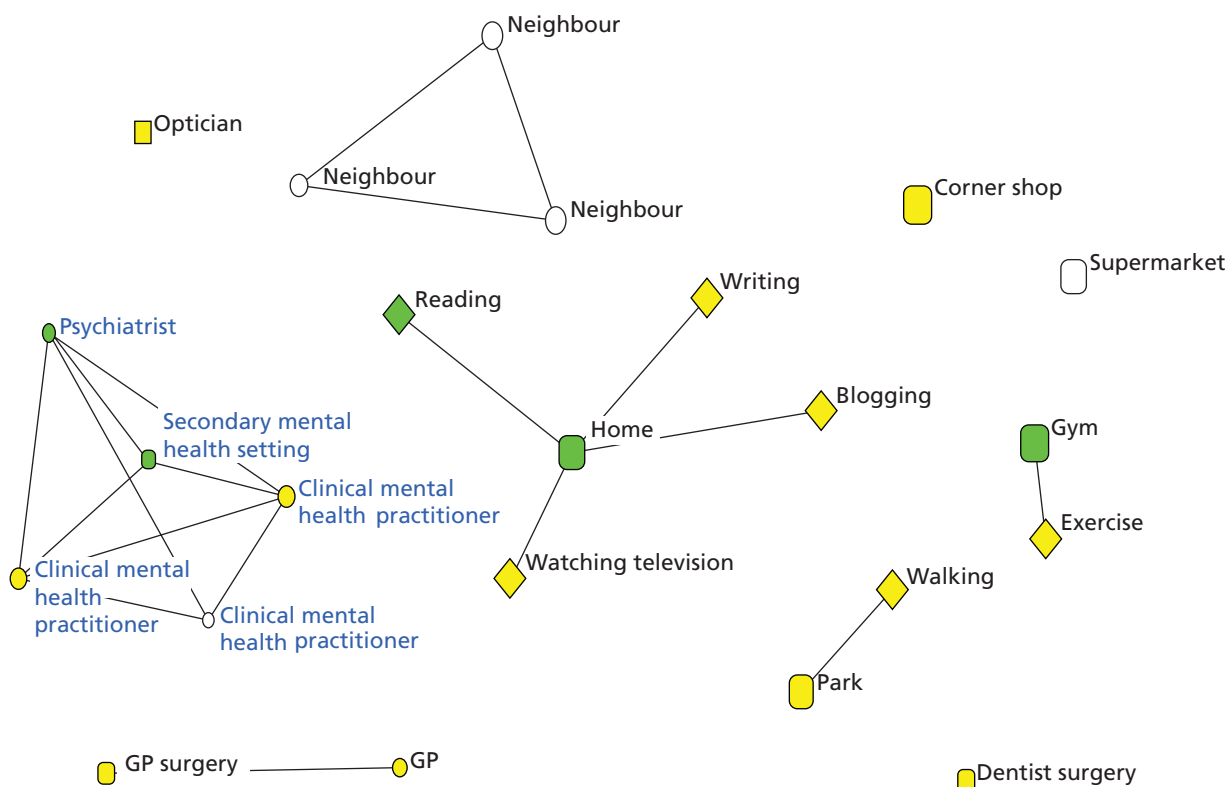 Neighbour
Optician
Neighbour
Neighbour
Corner shop
Supermarket
Writing
Reading
Psychiatrist
Blogging
Secondary mental
health setting
Home
Gym
Clinical mental
health practitioner
Exercise
Watching television
Walking
Clinical mental
health
practitioner
Clinical mental
health practitioner
Park
GP surgery
GP
Dentist surgery